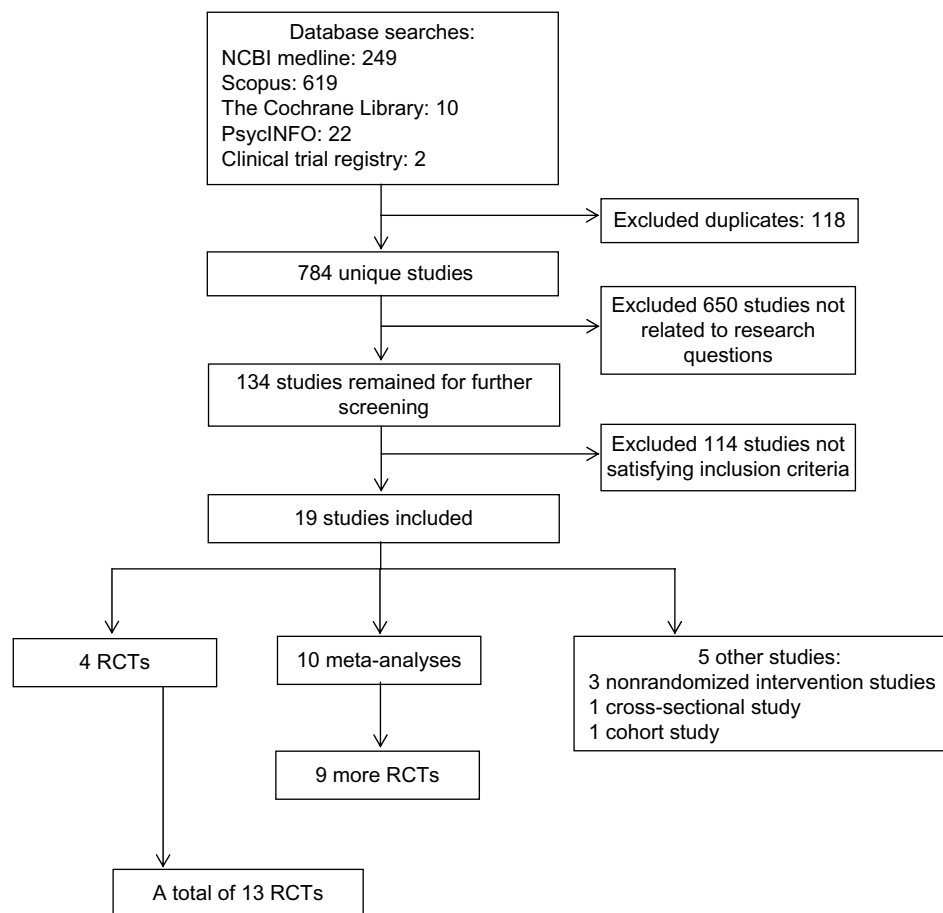 Database searches:
NCBI medline: 249
Scopus: 619
The Cochrane Library: 10
PsycINFO: 22
Clinical trial registry: 2
Excluded duplicates: 118
784 unique studies
Excluded 650 studies not
related to research
questions
134 studies remained for further
screening
Excluded 114 studies not
satisfying inclusion criteria
19 studies included
4 RCTs
10 meta-analyses
5 other studies:
3 nonrandomized intervention studies
1 cross-sectional study
1 cohort study
9 more RCTs
A total of 13 RCTs